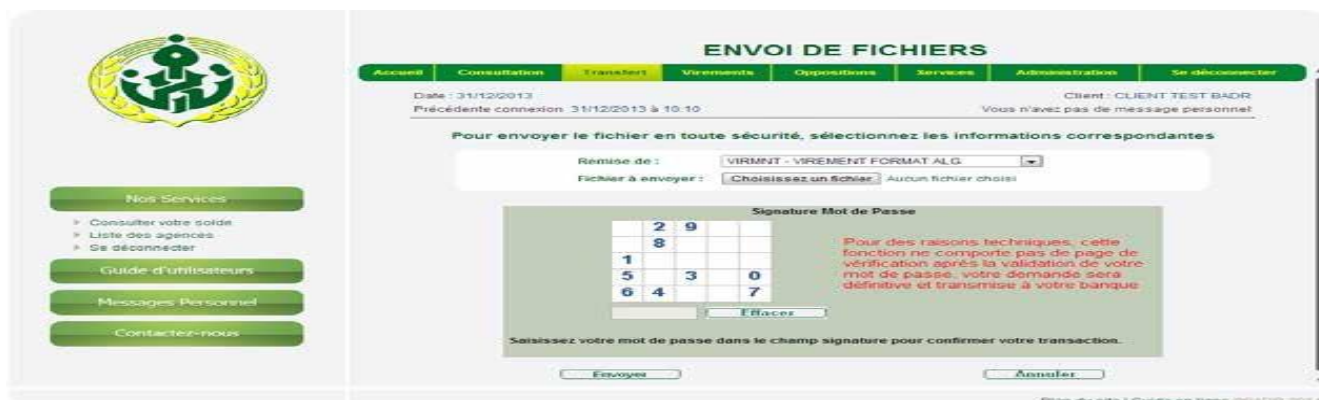 ENVOI DE FICHIERS
Accueil Consultation Transfert Virements Oppositions Services Administration Se déconnecter
Date : 31/12/2013 Client : CLIENT TEST BADR
Précédente connexion 31/12/2013 à 10:10 Vous n'avez pas de message personnel
Pour envoyer le fichier en toute sécurité, sélectionnez les informations correspondantes
Remise de : VIRMNT - VIREMENT FORMAT ALG
Fichier à envoyer : Choisissez un fichier Aucun fichier choisi
Nos Services
Consulter votre solde
Liste des agences
Se déconnecter
Guide d'utilisateurs
Messages Personnel
Contactez-nous
Signature Mot de Passe
2 9
8
1
5 3 0
6 4 7
Pour des raisons techniques, cette
fonction ne comporte pas de page de
vérification après la validation de votre
mot de passe, votre demande sera
définitive et transmise à votre banque
Effacer
Saisissez votre mot de passe dans le champ signature pour confirmer votre transaction.
Envoyer Annuler